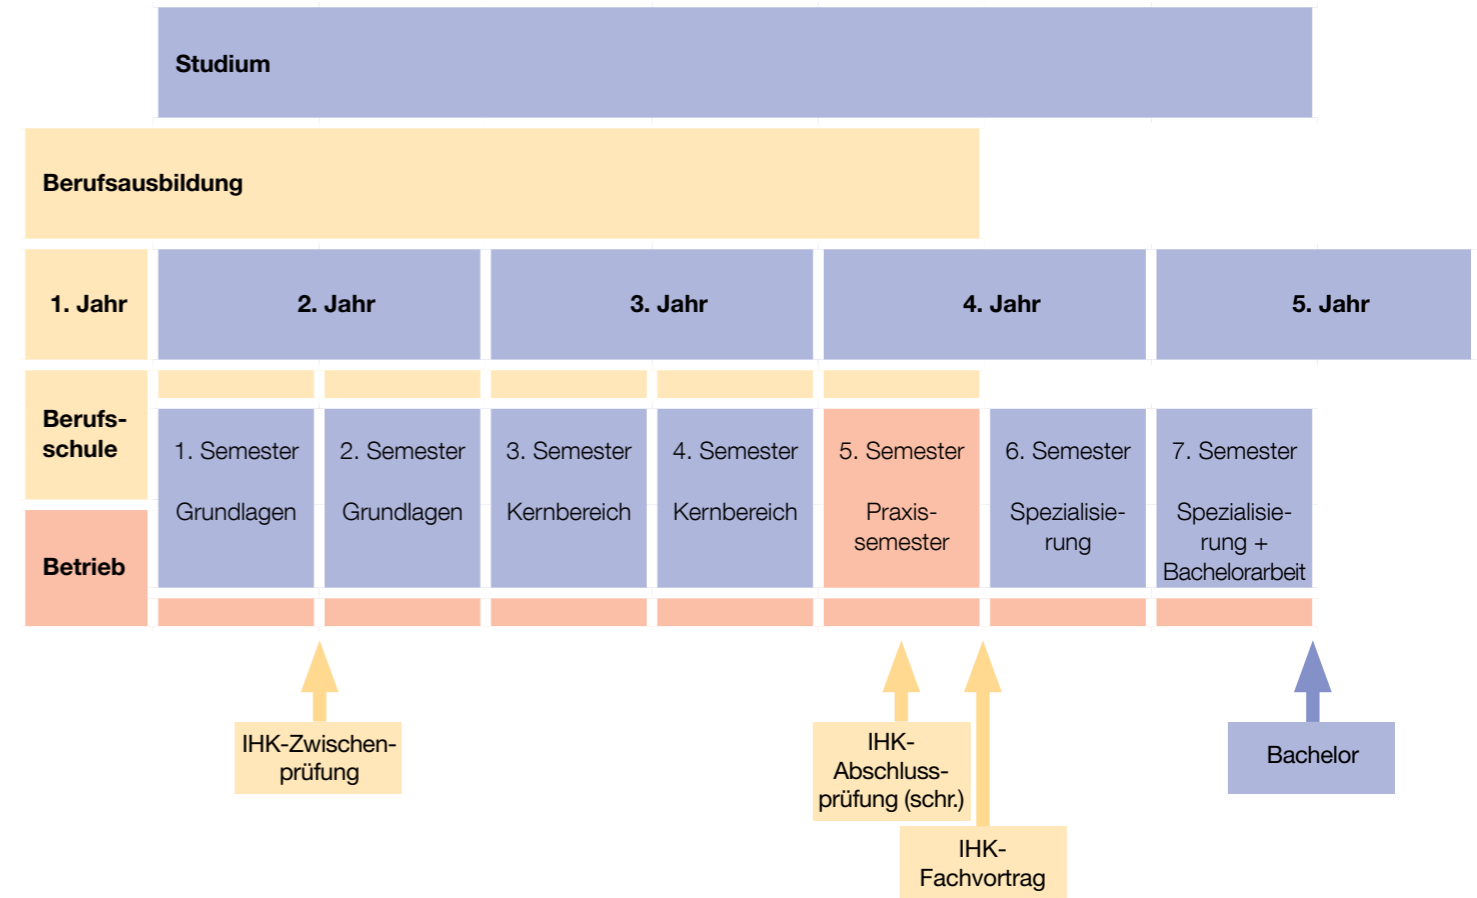 Studium
Berufsausbildung
1. Jahr
2. Jahr
3. Jahr
4. Jahr
5. Jahr
Berufs-
schule
1. Semester
Grundlagen
2. Semester
Grundlagen
3. Semester
Kernbereich
4. Semester
Kernbereich
5. Semester
Praxis-
semester
6. Semester
Spezialisie-
rung
7. Semester
Spezialisie-
rung +
Bachelorarbeit
Betrieb
IHK-Zwischen-
prüfung
IHK-
Abschluss-
prüfung (schr.)
IHK-
Fachvortrag
Bachelor